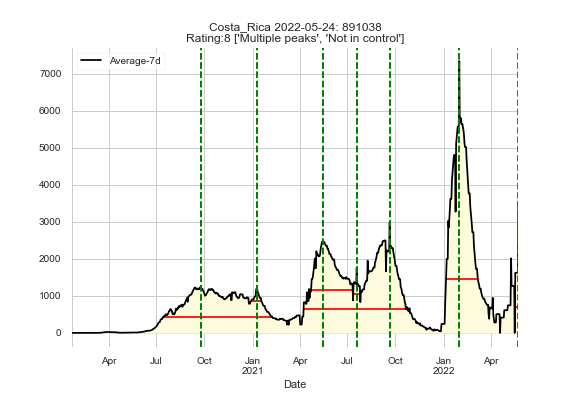 Costa_Rica 2022-05-24: 891038
Rating:8 ['Multiple peaks', 'Not in control']
Average-7d
7000
6000
5000
4000
3000
2000
1000
0
Apr Jul Oct Jan Apr Jul Oct Jan Apr
2021 2022
Date